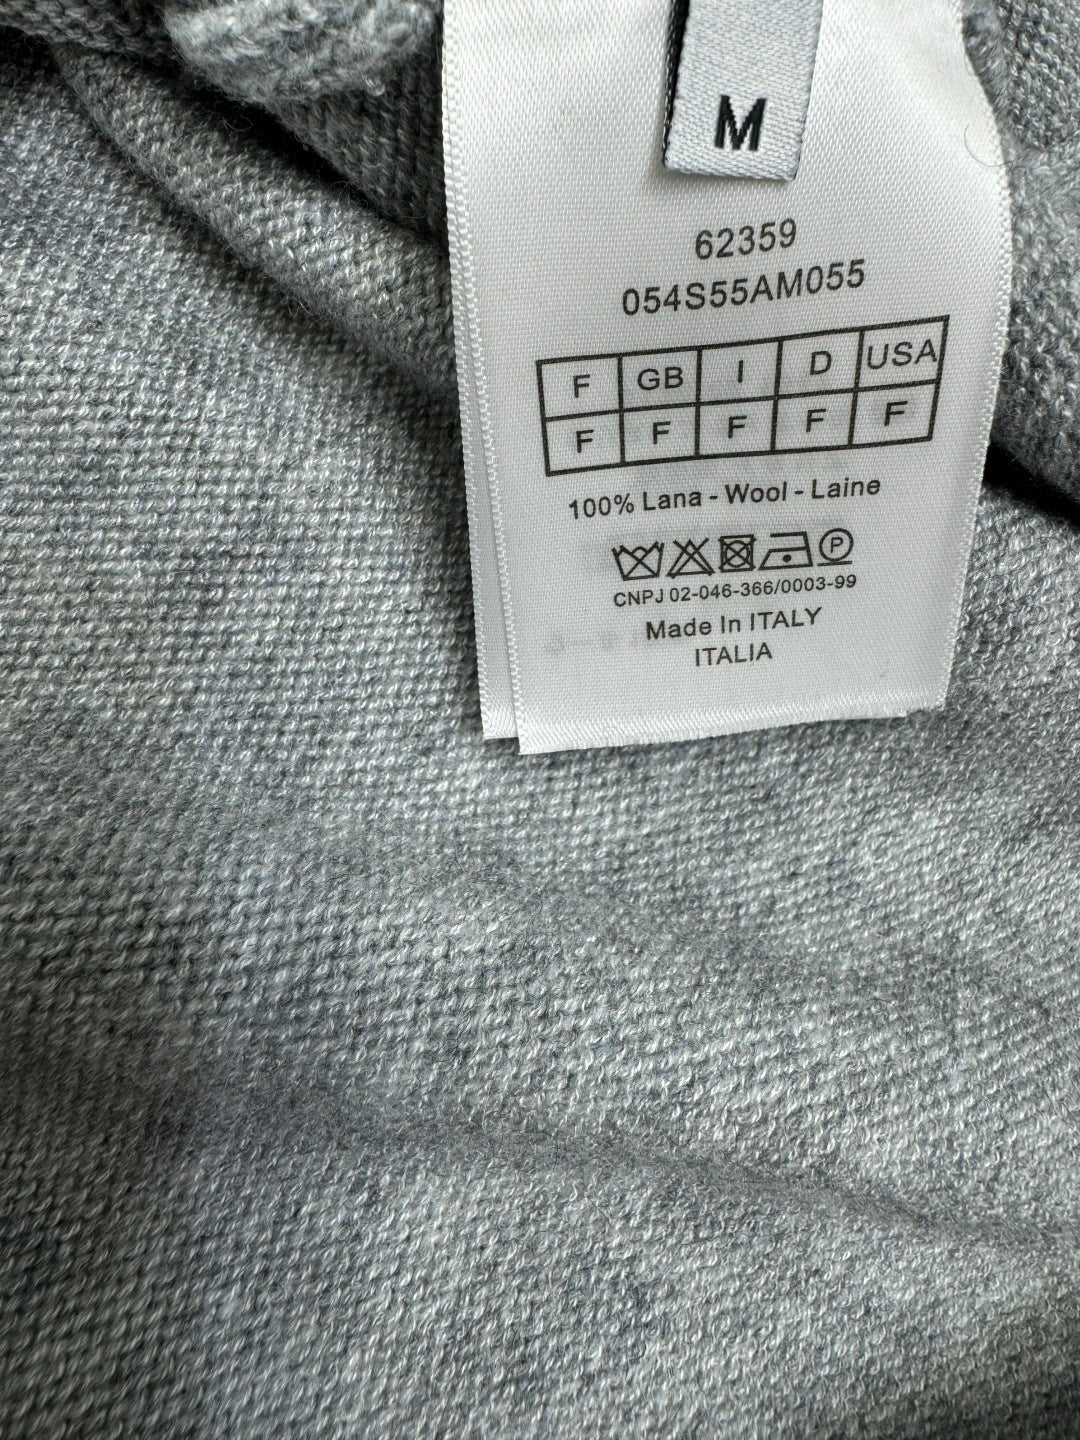 M
62359
054S55AM055
F GB I D USA
F F F F F
100% Lana - Wool - Laine
P
CNPJ 02-046-366/0003-99
Made In ITALY
ITALIA